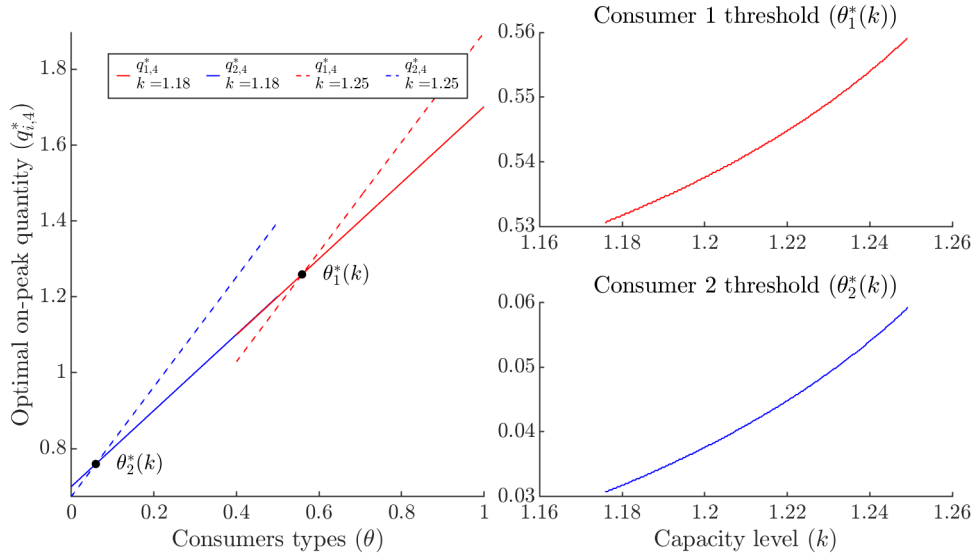 Optimal on-peak quantity (q*i,4)
1.8
1.6
1.4
1.2
1
0.8
q*1,4 k =1.18
q*2,4 k =1.18
q*1,4 k =1.25
q*2,4 k =1.25
θ*1(k)
θ*2(k)
0 0.2 0.4 0.6 0.8 1
Consumers types (θ)
Consumer 1 threshold (θ*1(k))
0.56
0.55
0.54
0.53
1.16 1.18 1.2 1.22 1.24 1.26
Consumer 2 threshold (θ*2(k))
0.06
0.05
0.04
0.03
1.16 1.18 1.2 1.22 1.24 1.26
Capacity level (k)